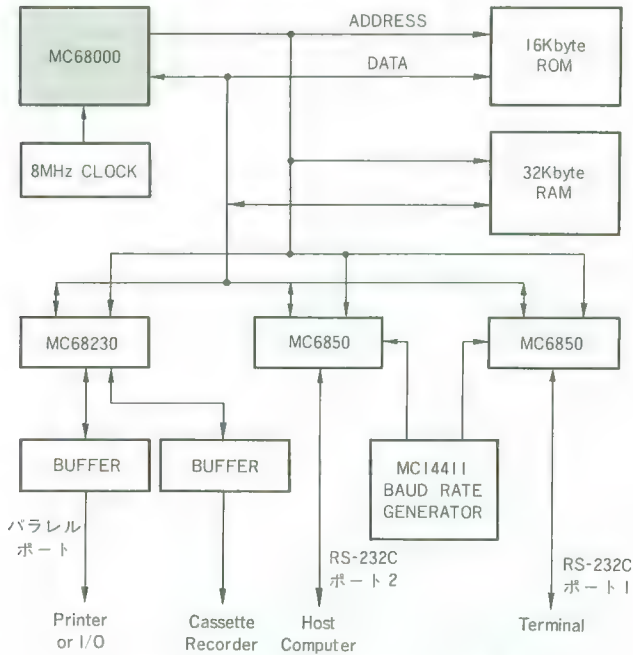 MC68000
ADDRESS
DATA
16Kbyte
ROM
8MHz CLOCK
32Kbyte
RAM
MC68230
MC6850
MC6850
BUFFER
BUFFER
MC14411
BAUD RATE
GENERATOR
パラレル
ポート
RS-232C
ポート2
RS-232C
ポート1
Printer
or I/O
Cassette
Recorder
Host
Computer
Terminal